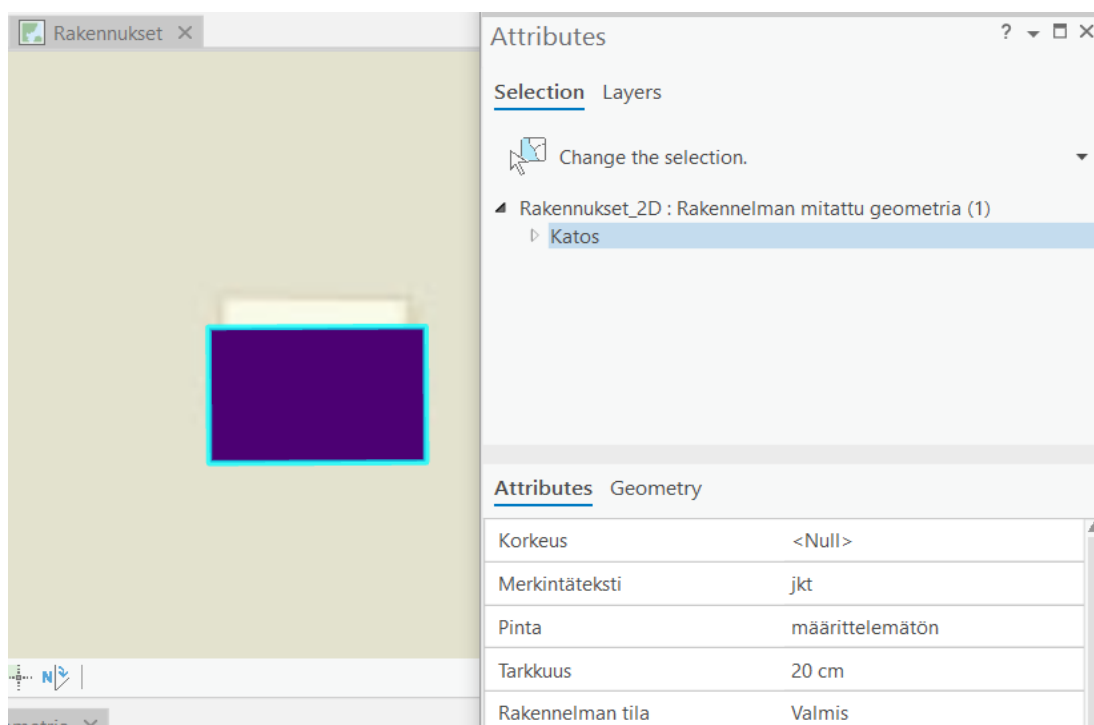 Rakennukset
Attributes
?
Selection Layers
Change the selection.
Rakennukset_2D : Rakennelman mitattu geometria (1)
Katos
Attributes Geometry
Korkeus <Null>
Merkintäteksti jkt
Pinta määrittelemätön
Tarkkuus 20 cm
Rakennelman tila Valmis
N